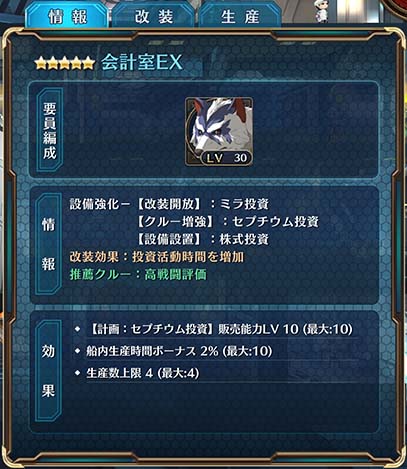 情報 改装 生産
会計室EX
要員編成
LV 30
情報
設備強化－【改装開放】：ミラ投資
【クルー増強】：セプチウム投資
【設備設置】：株式投資
改装効果：投資活動時間を増加
推薦クルー：高戦闘評価
効果
【計画：セプチウム投資】販売能力LV 10 (最大:10)
船内生産時間ボーナス 2% (最大:10)
生産数上限 4 (最大:4)